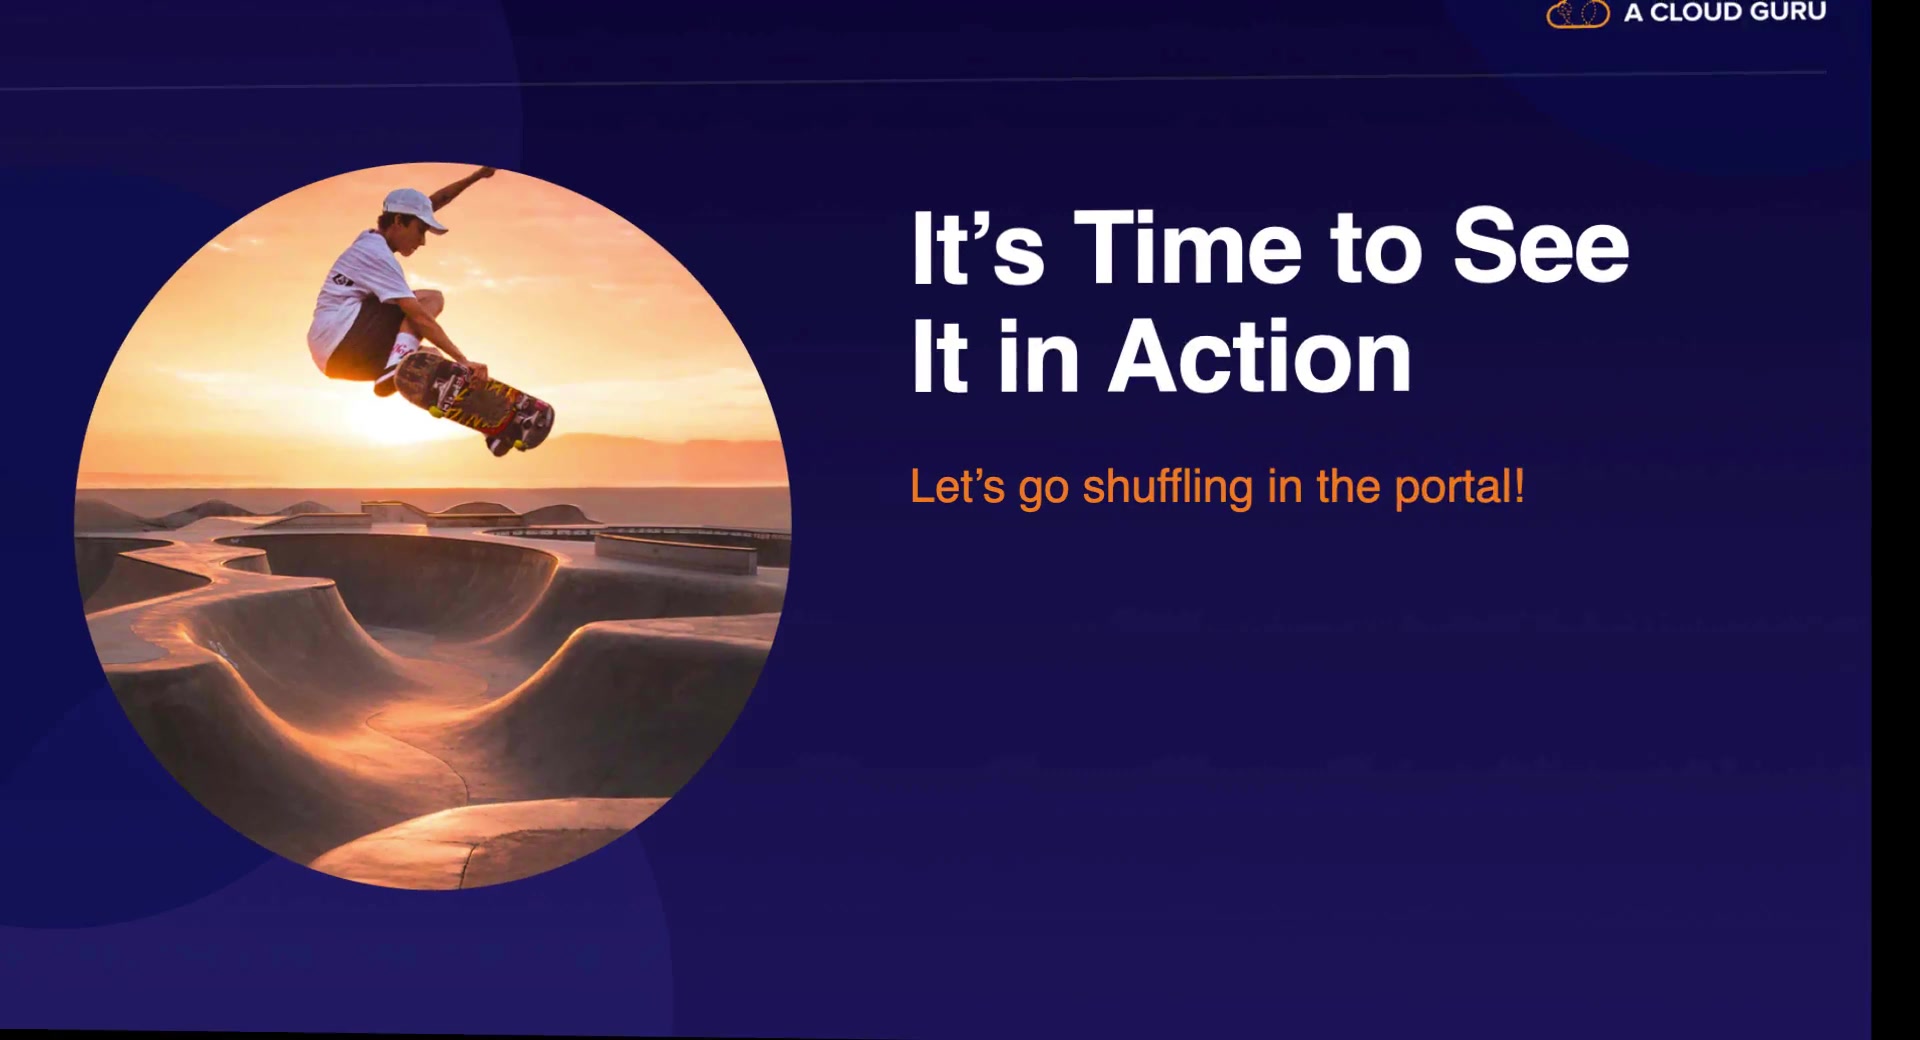 A CLOUD GURU
It's Time to See
It in Action
Let's go shuffling in the portal!